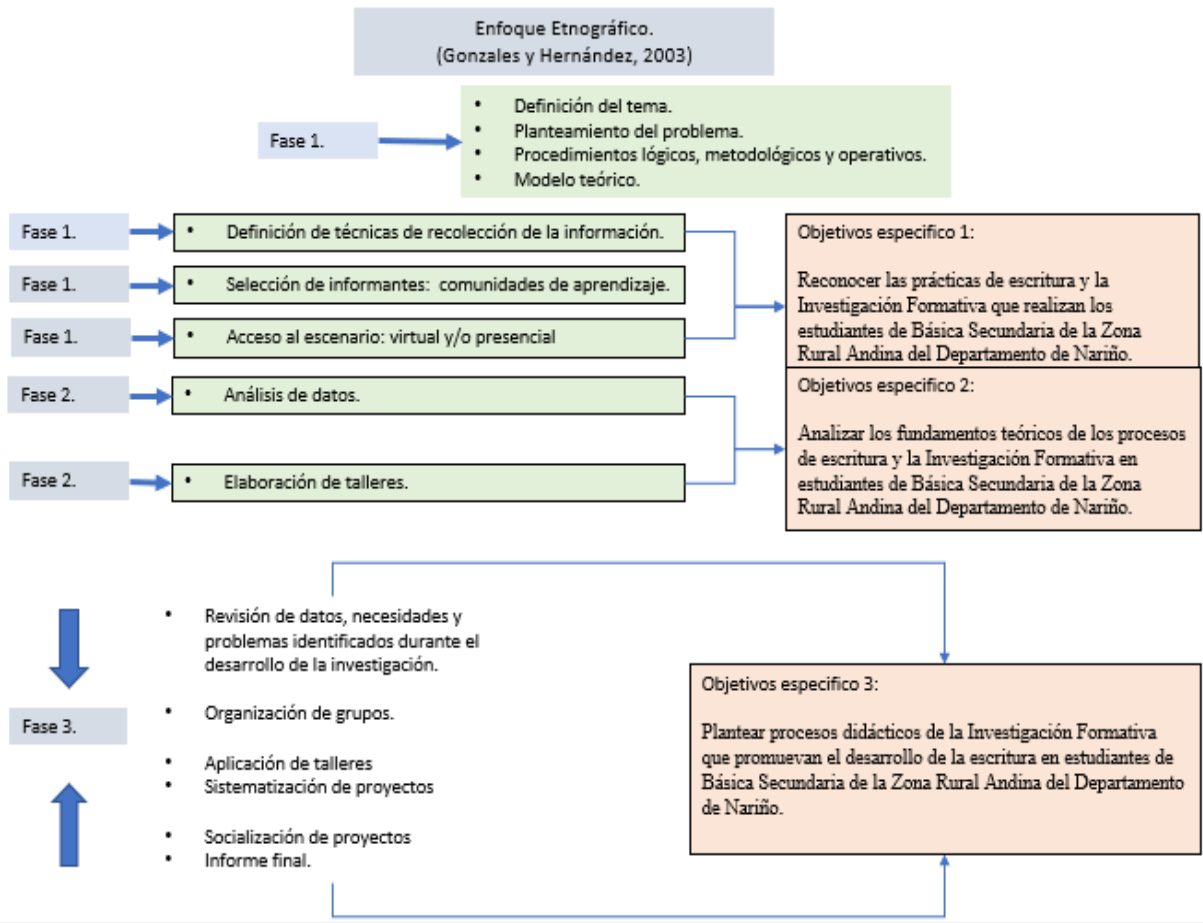 Enfoque Etnográfico.
(Gonzales y Hernández, 2003)
Fase 1.
• Definición del tema.
• Planteamiento del problema.
• Procedimientos lógicos, metodológicos y operativos.
• Modelo teórico.
Fase 1.
• Definición de técnicas de recolección de la información.
Fase 1.
• Selección de informantes: comunidades de aprendizaje.
Fase 1.
• Acceso al escenario: virtual y/o presencial
Objetivos especifico 1:
Reconocer las prácticas de escritura y la
Investigación Formativa que realizan los
estudiantes de Básica Secundaria de la Zona
Rural Andina del Departamento de Nariño.
Fase 2.
• Análisis de datos.
Fase 2.
• Elaboración de talleres.
Objetivos especifico 2:
Analizar los fundamentos teóricos de los procesos
de escritura y la Investigación Formativa en
estudiantes de Básica Secundaria de la Zona
Rural Andina del Departamento de Nariño.
Fase 3.
• Revisión de datos, necesidades y
problemas identificados durante el
desarrollo de la investigación.
• Organización de grupos.
• Aplicación de talleres
• Sistematización de proyectos
• Socialización de proyectos
• Informe final.
Objetivos especifico 3:
Plantear procesos didácticos de la Investigación Formativa
que promuevan el desarrollo de la escritura en estudiantes de
Básica Secundaria de la Zona Rural Andina del Departamento
de Nariño.